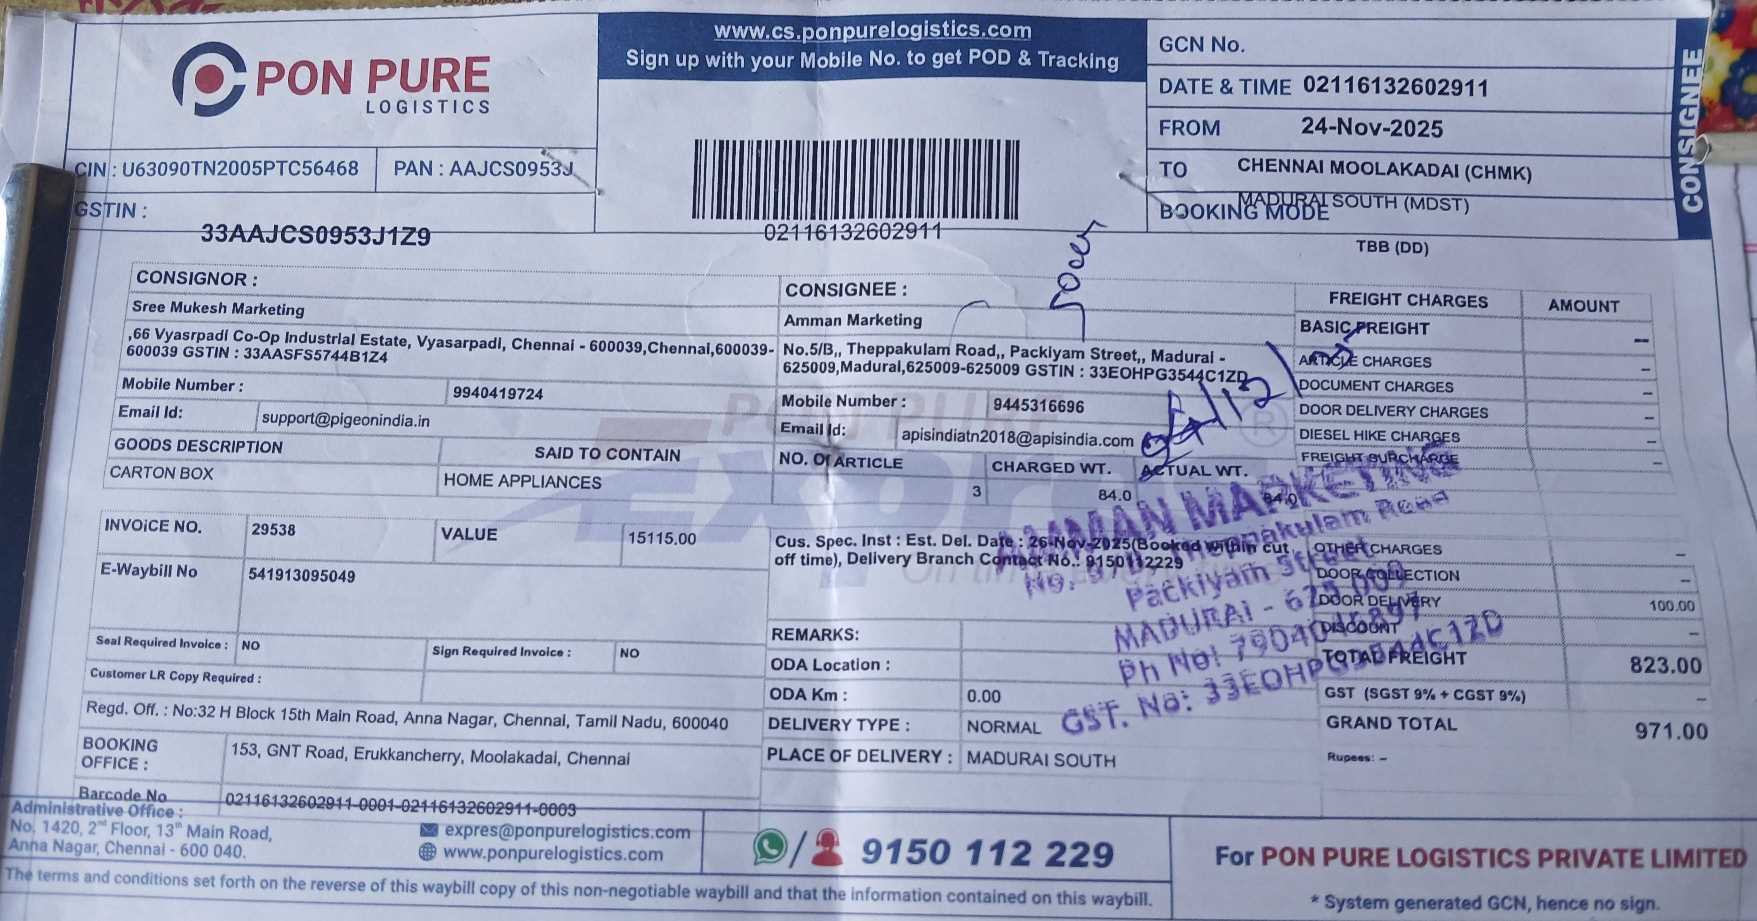 PON PURE
LOGISTICS
www.cs.ponpurelogistics.com
Sign up with your Mobile No. to get POD & Tracking
GCN No.
DATE & TIME 02116132602911
FROM 24-Nov-2025
TO CHENNAI MOOLAKADAI (CHMK)
BOOKING MODE MADURAI SOUTH (MDST)
TBB (DD)
CONSIGNEE
CIN : U63090TN2005PTC56468 PAN : AAJCS0953J
GSTIN :
33AAJCS0953J1Z9
02116132602911
CONSIGNOR :
Sree Mukesh Marketing
,66 Vyasrpadi Co-Op Industrial Estate, Vyasarpadi, Chennai - 600039,Chennai,600039-
600039 GSTIN : 33AASFS5744B1Z4
Mobile Number : 9940419724
Email Id: support@pigeonindia.in
CONSIGNEE :
Amman Marketing
No.5/B,, Theppakulam Road,, Packiyam Street,, Madurai -
625009,Madurai,625009-625009 GSTIN : 33EOHPG3544C1ZD
Mobile Number : 9445316696
Email Id: apisindiatn2018@apisindia.com
FREIGHT CHARGES AMOUNT
BASIC FREIGHT --
ARTICLE CHARGES -
DOCUMENT CHARGES -
DOOR DELIVERY CHARGES -
DIESEL HIKE CHARGES -
FREIGHT SURCHARGE -
GOODS DESCRIPTION SAID TO CONTAIN NO. Of ARTICLE CHARGED WT. ACTUAL WT.
CARTON BOX HOME APPLIANCES 3 84.0 84.0
INVOICE NO. 29538 VALUE 15115.00
E-Waybill No 541913095049
Cus. Spec. Inst : Est. Del. Date : 26-Nov-2025(Booked within cut
off time), Delivery Branch Contact No.: 9150112229
OTHER CHARGES -
DOOR COLLECTION -
DOOR DELIVERY 100.00
DISCOUNT -
TOTAL FREIGHT 823.00
GST (SGST 9% + CGST 9%) -
GRAND TOTAL 971.00
Rupees: -
AMMAN MARKETING
No. 5/B, Theppakulam Road
Packiyam Street
MADURAI - 625 009
Ph No:
GST. No: 33EOHPG3544C1ZD
Seal Required Invoice : NO Sign Required Invoice : NO
Customer LR Copy Required :
REMARKS:
ODA Location :
ODA Km : 0.00
DELIVERY TYPE : NORMAL
PLACE OF DELIVERY : MADURAI SOUTH
Regd. Off. : No:32 H Block 15th Main Road, Anna Nagar, Chennai, Tamil Nadu, 600040
BOOKING OFFICE : 153, GNT Road, Erukkancherry, Moolakadai, Chennai
Barcode No 02116132602911-0001-02116132602911-0003
Administrative Office :
No. 1420, 2nd Floor, 13th Main Road,
Anna Nagar, Chennai - 600 040.
expres@ponpurelogistics.com
www.ponpurelogistics.com
9150 112 229
For PON PURE LOGISTICS PRIVATE LIMITED
* System generated GCN, hence no sign.
The terms and conditions set forth on the reverse of this waybill copy of this non-negotiable waybill and that the information contained on this waybill.